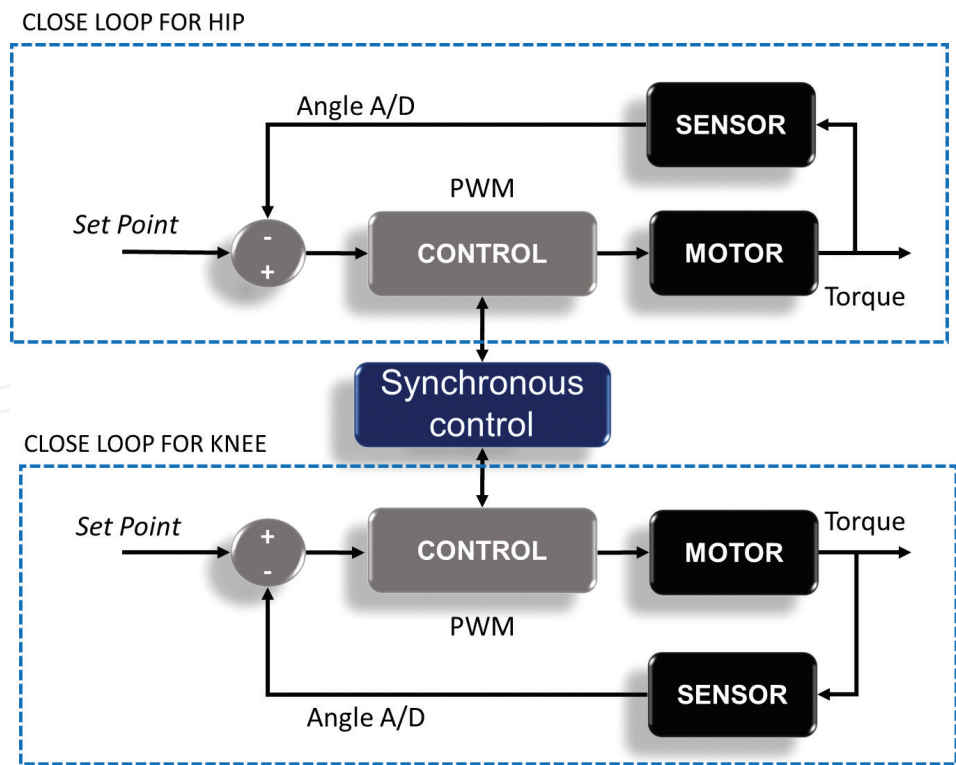 CLOSE LOOP FOR HIP
Angle A/D
SENSOR
PWM
Set Point
-
+
CONTROL
MOTOR
Torque
Synchronous
control
CLOSE LOOP FOR KNEE
Set Point
+
-
CONTROL
MOTOR
Torque
PWM
SENSOR
Angle A/D